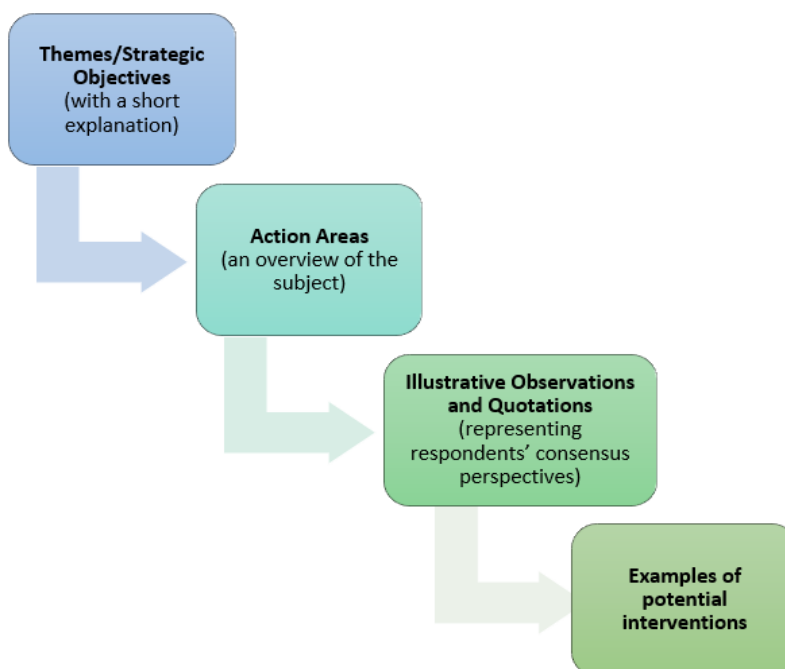 Themes/Strategic
Objectives
(with a short
explanation)
Action Areas
(an overview of the
subject)
Illustrative Observations
and Quotations
(representing
respondents’ consensus
perspectives)
Examples of
potential
interventions